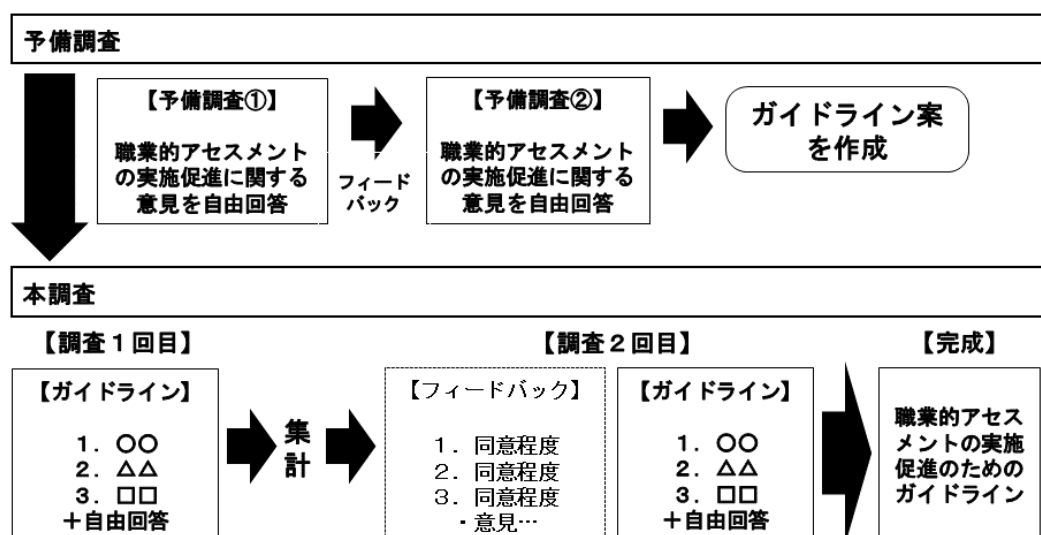 予備調査
【予備調査①】
職業的アセスメント
の実施促進に関する
意見を自由回答
フィード
バック
【予備調査②】
職業的アセスメント
の実施促進に関する
意見を自由回答
ガイドライン案
を作成
本調査
【調査１回目】
【ガイドライン】
１．○○
２．△△
３．□□
＋自由回答
集
計
【調査２回目】
【フィードバック】
１．同意程度
２．同意程度
３．同意程度
・意見…
【ガイドライン】
１．○○
２．△△
３．□□
＋自由回答
【完成】
職業的アセス
メントの実施
促進のための
ガイドライン